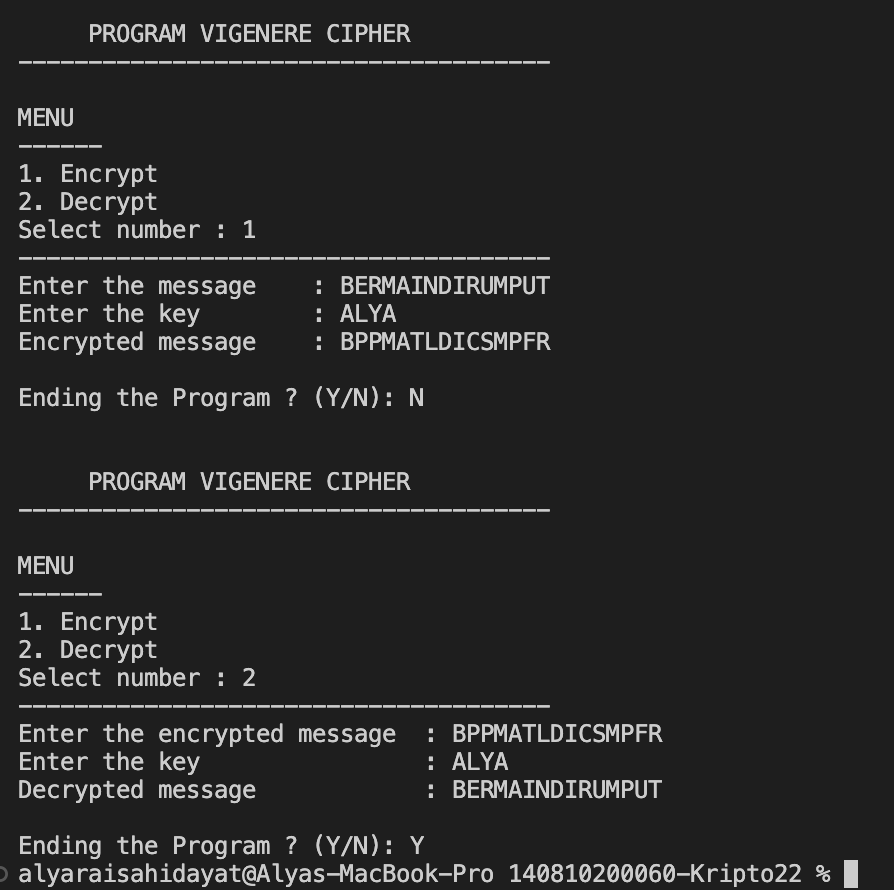 PROGRAM VIGENERE CIPHER
--------------------------------------
MENU
------
1. Encrypt
2. Decrypt
Select number : 1
--------------------------------------
Enter the message    : BERMAINDIRUMPUT
Enter the key        : ALYA
Encrypted message    : BPPMATLDICSMPFR
Ending the Program ? (Y/N): N
PROGRAM VIGENERE CIPHER
--------------------------------------
MENU
------
1. Encrypt
2. Decrypt
Select number : 2
--------------------------------------
Enter the encrypted message  : BPPMATLDICSMPFR
Enter the key                : ALYA
Decrypted message            : BERMAINDIRUMPUT
Ending the Program ? (Y/N): Y
alyaraisahidayat@Alyas-MacBook-Pro 140810200060-Kripto22 %